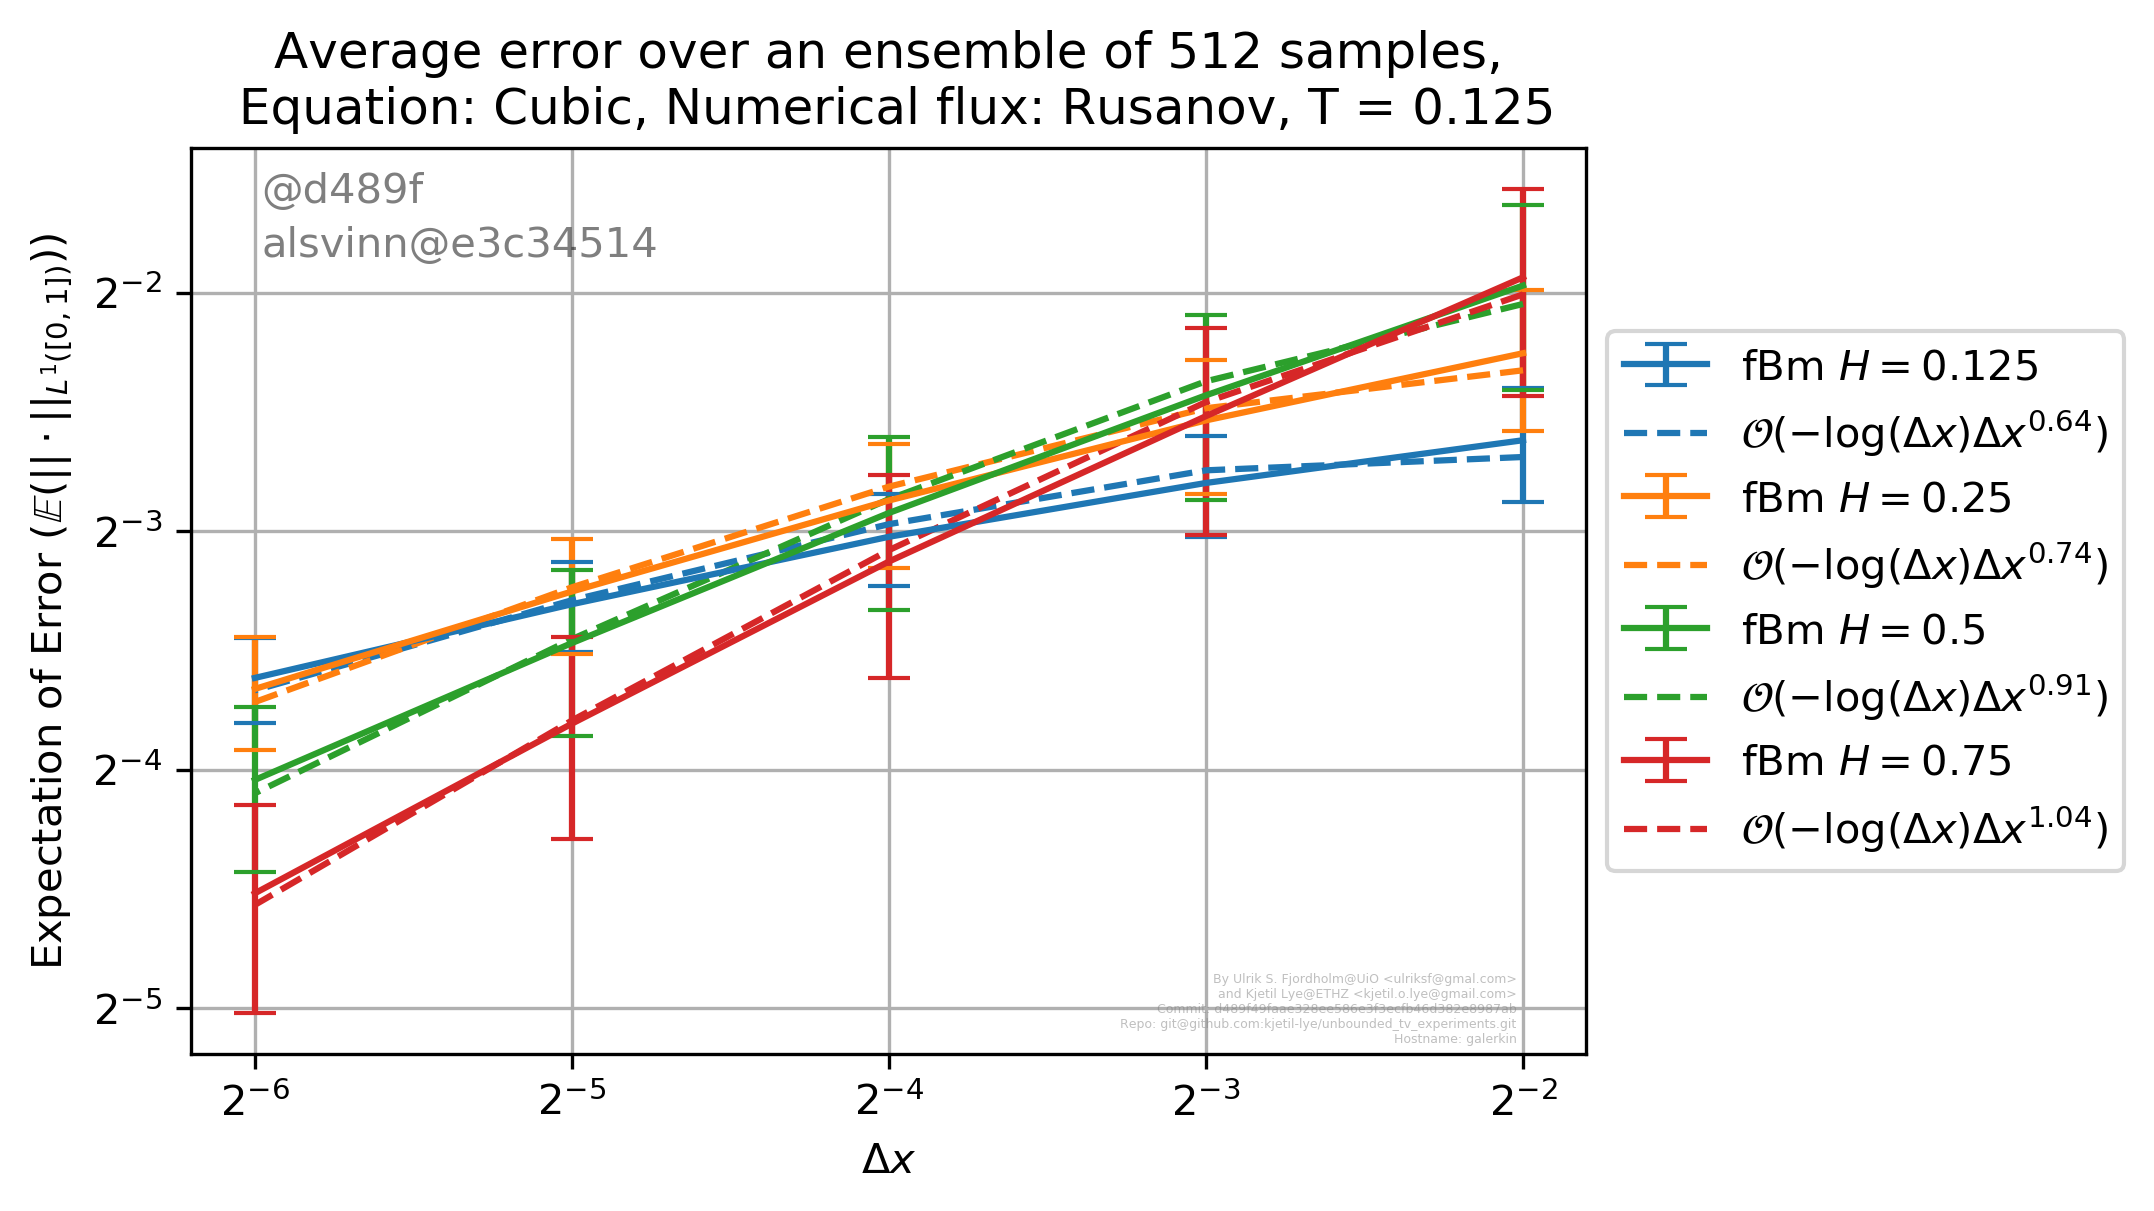 Average error over an ensemble of 512 samples,
Equation: Cubic, Numerical flux: Rusanov, T = 0.125
@d489f
alsvinn@e3c34514
Expectation of Error (𝔼(||·||_{L^1([0, 1])}))
2^{-2}
2^{-3}
2^{-4}
2^{-5}
2^{-6}
2^{-5}
2^{-4}
2^{-3}
2^{-2}
Δx
By Ulrik S. Fjordholm@UiO <ulriksf@gmal.com>
and Kjetil Lye@ETHZ <kjetil.o.lye@gmail.com>
Commit:
Repo: git@github.com:kjetil-lye/unbounded_tv_experiments.git
Hostname: galerkin
fBm H = 0.125
𝒪(−log(Δx)Δx^{0.64})
fBm H = 0.25
𝒪(−log(Δx)Δx^{0.74})
fBm H = 0.5
𝒪(−log(Δx)Δx^{0.91})
fBm H = 0.75
𝒪(−log(Δx)Δx^{1.04})